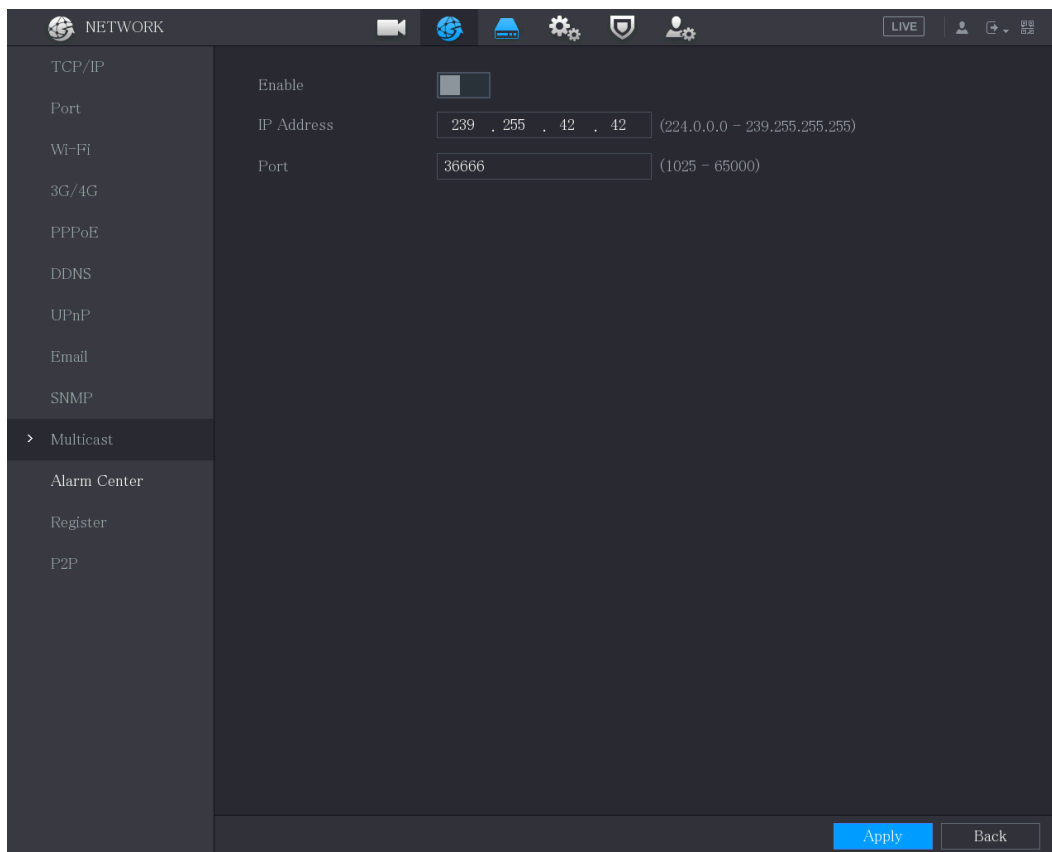 NETWORK
LIVE
TCP/IP
Port
Wi-Fi
3G/4G
PPPoE
DDNS
UPnP
Email
SNMP
Multicast
Alarm Center
Register
P2P
Enable
IP Address 239 . 255 . 42 . 42 (224.0.0.0 - 239.255.255.255)
Port 36666 (1025 - 65000)
Apply Back